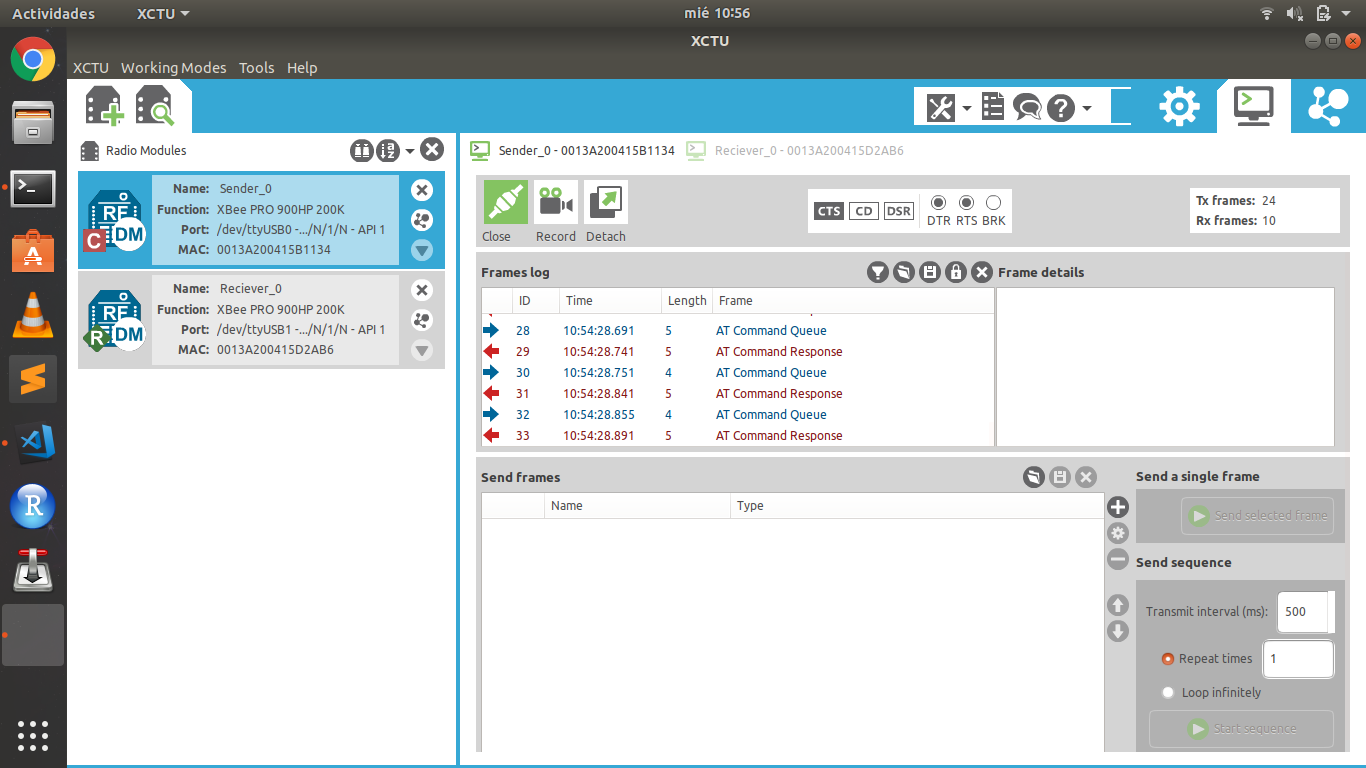 Actividades XCTU mié 10:56
XCTU
XCTU Working Modes Tools Help
Radio Modules
Name: Sender_0
Function: XBee PRO 900HP 200K
Port: /dev/ttyUSB0 -.../N/1/N - API 1
MAC: 0013A200415B1134
RF
DM
C
Name: Reciever_0
Function: XBee PRO 900HP 200K
Port: /dev/ttyUSB1 -.../N/1/N - API 1
MAC: 0013A200415D2AB6
RF
DM
R
Sender_0 - 0013A200415B1134 Reciever_0 - 0013A200415D2AB6
Close Record Detach
CTS CD DSR
DTR RTS BRK
Tx frames: 24
Rx frames: 10
Frames log
ID Time Length Frame
28 10:54:28.691 5 AT Command Queue
29 10:54:28.741 5 AT Command Response
30 10:54:28.751 4 AT Command Queue
31 10:54:28.841 5 AT Command Response
32 10:54:28.855 4 AT Command Queue
33 10:54:28.891 5 AT Command Response
Frame details
Send frames
Name Type
Send a single frame
Send selected frame
Send sequence
Transmit interval (ms): 500
Repeat times 1
Loop infinitely
Start sequence